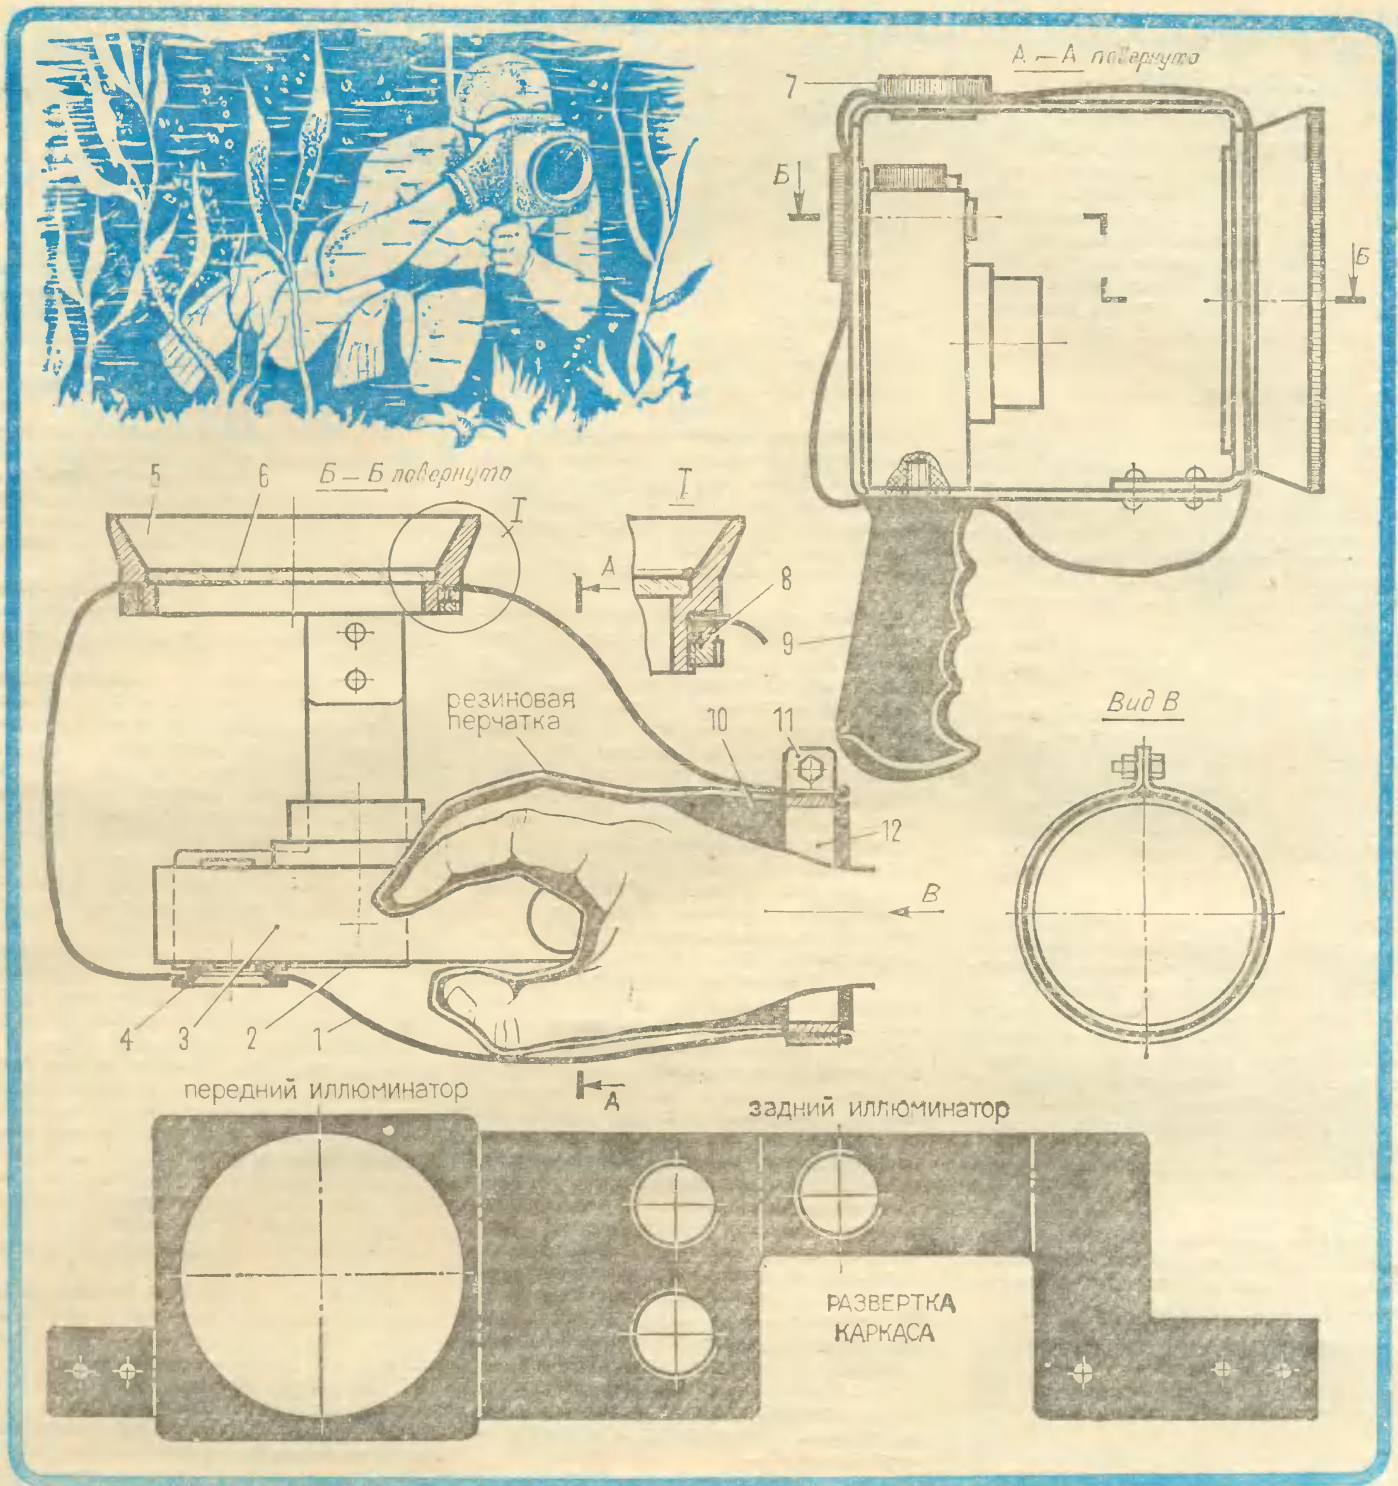 А – А повернуто
7
Б
Б
5
6
Б – Б повернуто
I
I
А
8
9
резиновая
перчатка
10
11
Вид В
12
В
4
3
2
1
А
передний иллюминатор
задний иллюминатор
РАЗВЕРТКА
КАРКАСА